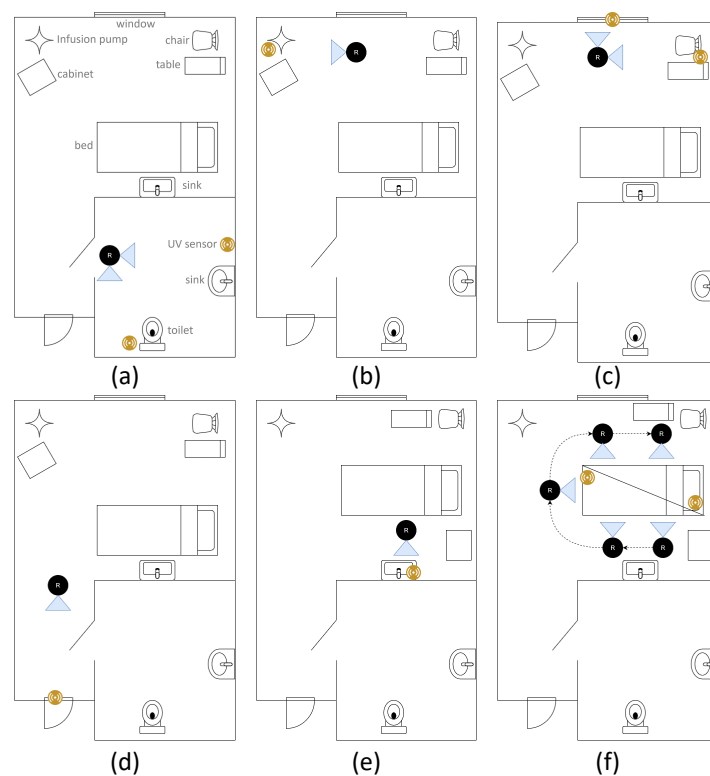 window
Infusion pump
chair
table
cabinet
bed
sink
UV sensor
R
sink
toilet
(a)
R
(b)
R
(c)
R
(d)
R
(e)
R
R
R
R
R
(f)